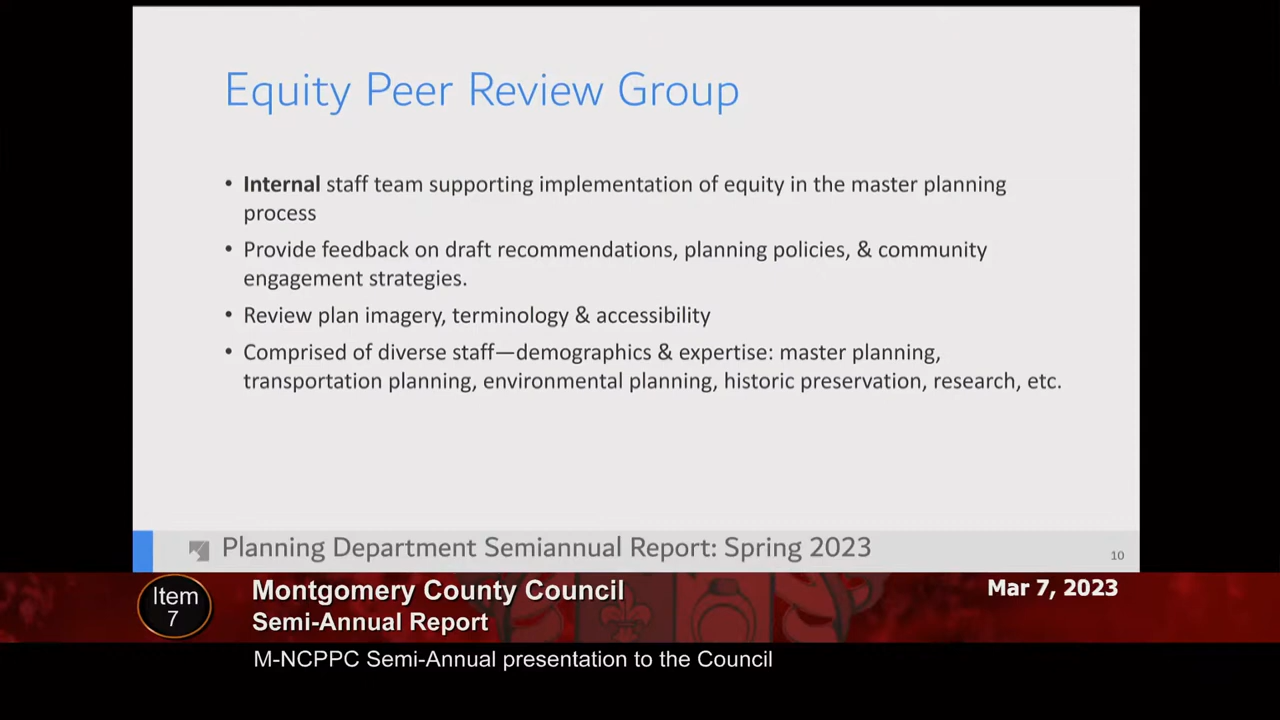 Equity Peer Review Group
• Internal staff team supporting implementation of equity in the master planning
process
• Provide feedback on draft recommendations, planning policies, & community
engagement strategies.
• Review plan imagery, terminology & accessibility
• Comprised of diverse staff—demographics & expertise: master planning,
transportation planning, environmental planning, historic preservation, research, etc.
Planning Department Semiannual Report: Spring 2023
10
Item
7
Montgomery County Council
Mar 7, 2023
Semi-Annual Report
M-NCPPC Semi-Annual presentation to the Council